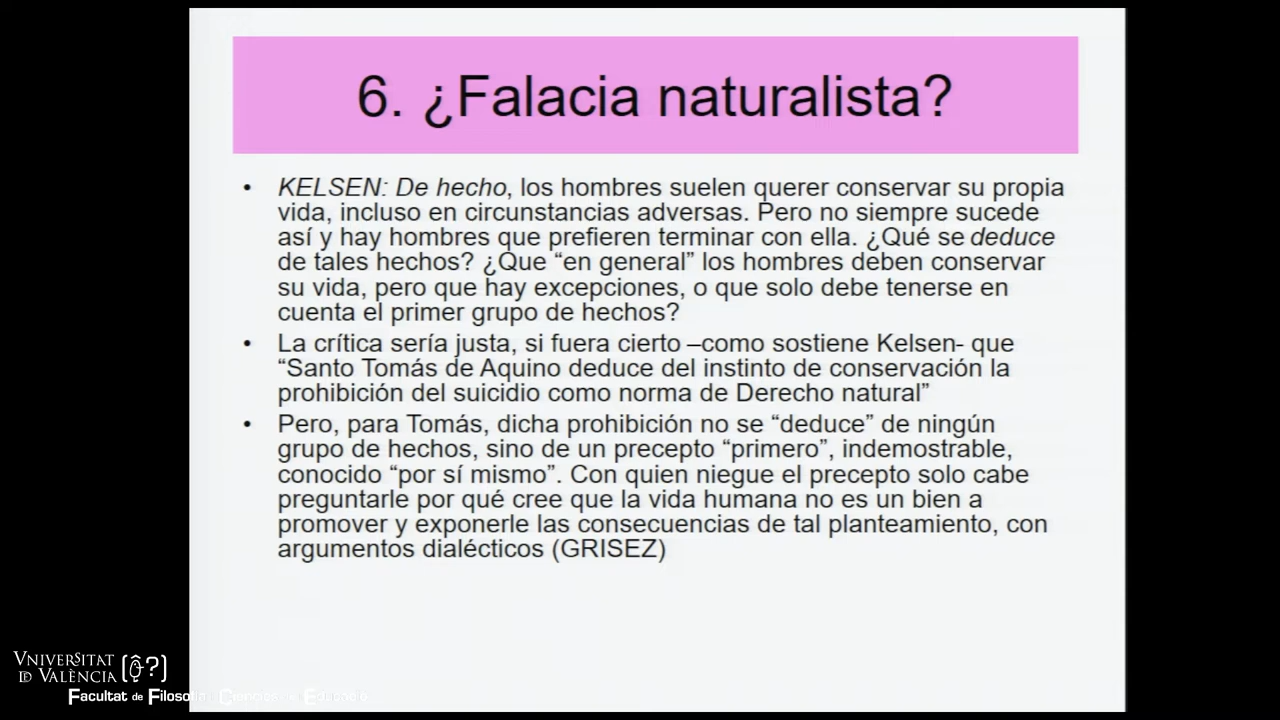 6. ¿Falacia naturalista?
• KELSEN: De hecho, los hombres suelen querer conservar su propia
vida, incluso en circunstancias adversas. Pero no siempre sucede
así y hay hombres que prefieren terminar con ella. ¿Qué se deduce
de tales hechos? ¿Que “en general” los hombres deben conservar
su vida, pero que hay excepciones, o que solo debe tenerse en
cuenta el primer grupo de hechos?
• La crítica sería justa, si fuera cierto –como sostiene Kelsen- que
“Santo Tomás de Aquino deduce del instinto de conservación la
prohibición del suicidio como norma de Derecho natural”
• Pero, para Tomás, dicha prohibición no se “deduce” de ningún
grupo de hechos, sino de un precepto “primero”, indemostrable,
conocido “por sí mismo”. Con quien niegue el precepto solo cabe
preguntarle por qué cree que la vida humana no es un bien a
promover y exponerle las consecuencias de tal planteamiento, con
argumentos dialécticos (GRISEZ)
VNIVERSITAT
DE VALÈNCIA
Facultat de Filosofia